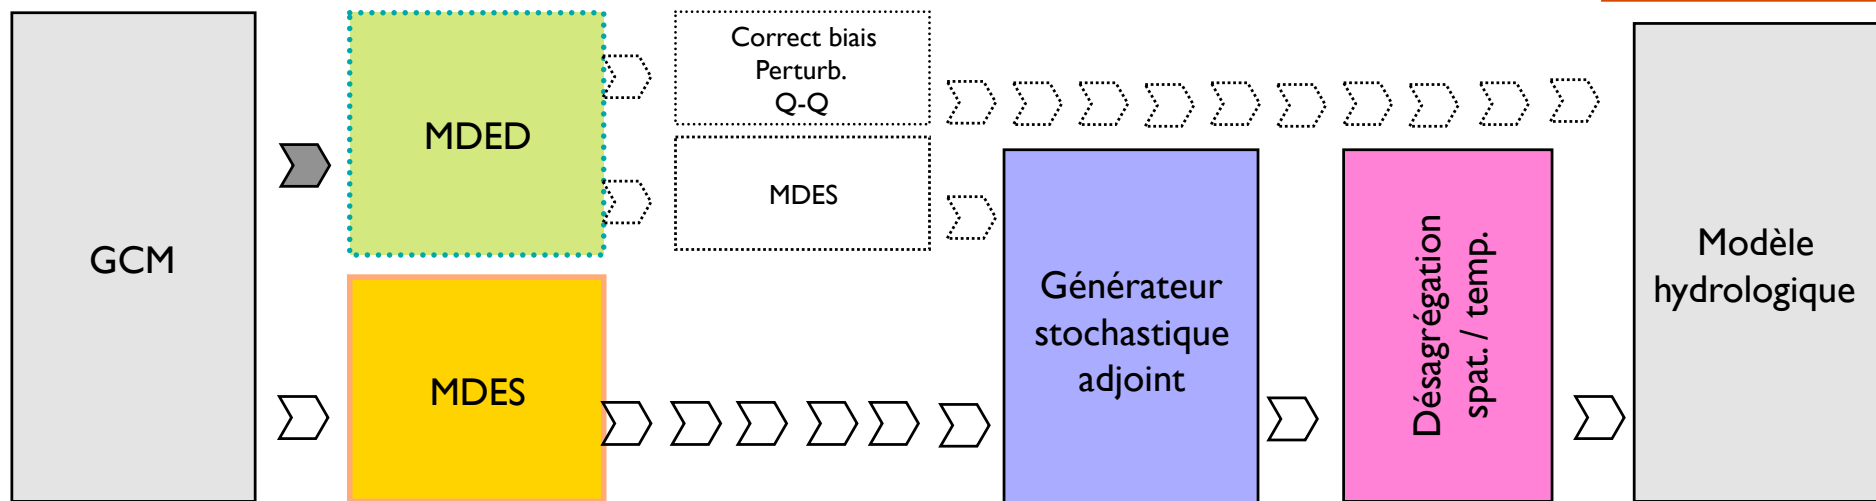 GCM
MDED
Correct biais
Perturb.
Q-Q
MDES
MDES
Générateur
stochastique
adjoint
Désagrégation
spat. / temp.
Modèle
hydrologique